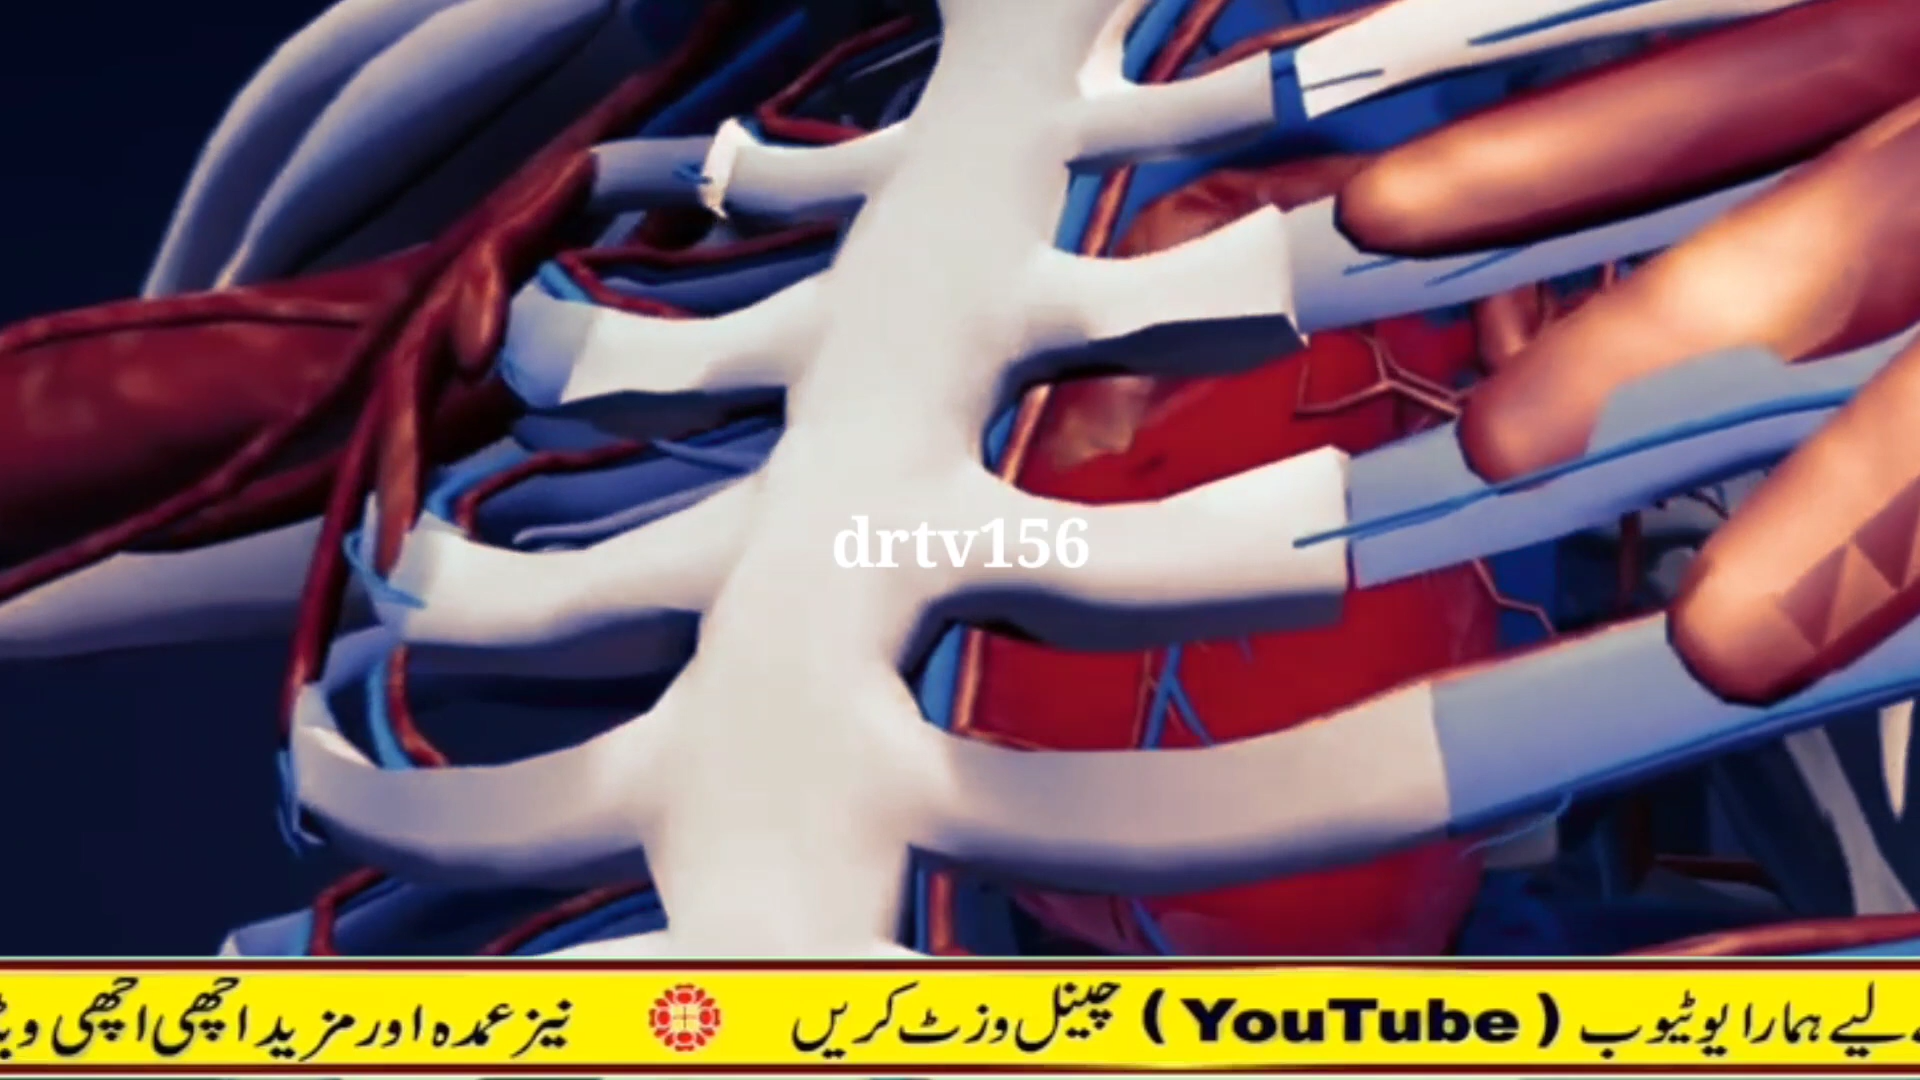 drtv156
لیے ہمارا یوٹیوب ( YouTube ) چینل وزٹ کریں نیز عمدہ اور مزید اچھی اچھی